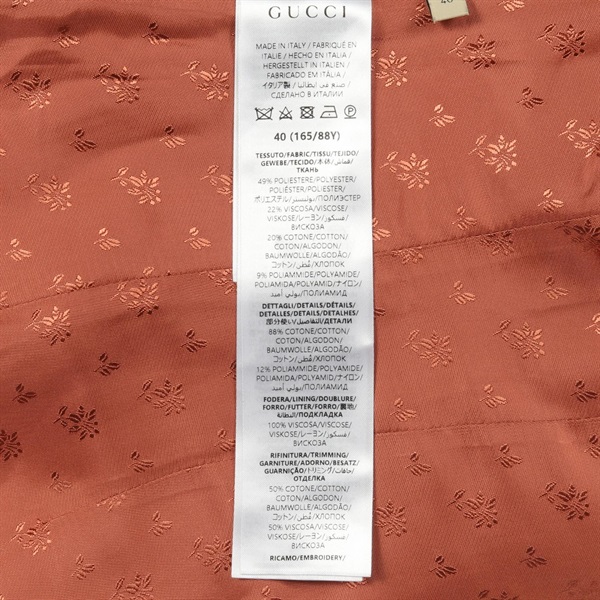 GUCCI
40
MADE IN ITALY / FABRIQUÉ EN
ITALIE / HECHO EN ITALIA /
HERGESTELLT IN ITALIEN /
FABRICADO EM ITÁLIA /
イタリア製 / صنع في إيطاليا /
СДЕЛАНО В ИТАЛИИ
40 (165/88Y)
TESSUTO/FABRIC/TISSU/TEJIDO/
GEWEBE/TECIDO/本体/قماش/
ТКАНЬ
49% POLIESTERE/POLYESTER/
POLIÉSTER/POLYESTER/
ポリエステル/بوليستر/ПОЛИЭСТЕР
22% VISCOSA/VISCOSE/
VISKOSE/レーヨン/فسكوز/
ВИСКОЗА
20% COTONE/COTTON/
COTON/ALGODON/
BAUMWOLLE/ALGODÃO/
コットン/قطن/ХЛОПОК
9% POLIAMMIDE/POLYAMID/
POLIAMIDA/POLYAMID/ナイロン/
بولي أميد/ПОЛИАМИД
DETTAGLI/DETAILS/DÉTAILS/
DETALLES/DETAILS/DETALHES/
部分使い/التفاصيل/ДЕТАЛИ
88% COTONE/COTTON/
COTON/ALGODON/
BAUMWOLLE/ALGODÃO/
コットン/قطن/ХЛОПОК
12% POLIAMMIDE/POLYAMID/
POLIAMIDA/POLYAMID/ナイロン/
بولي أميد/ПОЛИАМИД
FODERA/LINING/DOUBLURE/
FORRO/FUTTER/FORRO/裏地/
البطانة/ПОДКЛАДКА
100% VISCOSA/VISCOSE/
VISKOSE/レーヨン/فسكوز/
ВИСКОЗА
RIFINITURA/TRIMMING/
GARNITURE/ADORNO/BESATZ/
GUARNIÇÃO/トリミング/حافات/
ОТДЕЛКА
50% COTONE/COTTON/
COTON/ALGODON/
BAUMWOLLE/ALGODÃO/
コットン/قطن/ХЛОПОК
50% VISCOSA/VISCOSE/
VISKOSE/レーヨン/فسكوز/
ВИСКОЗА
RICAMO/EMBROIDERY/